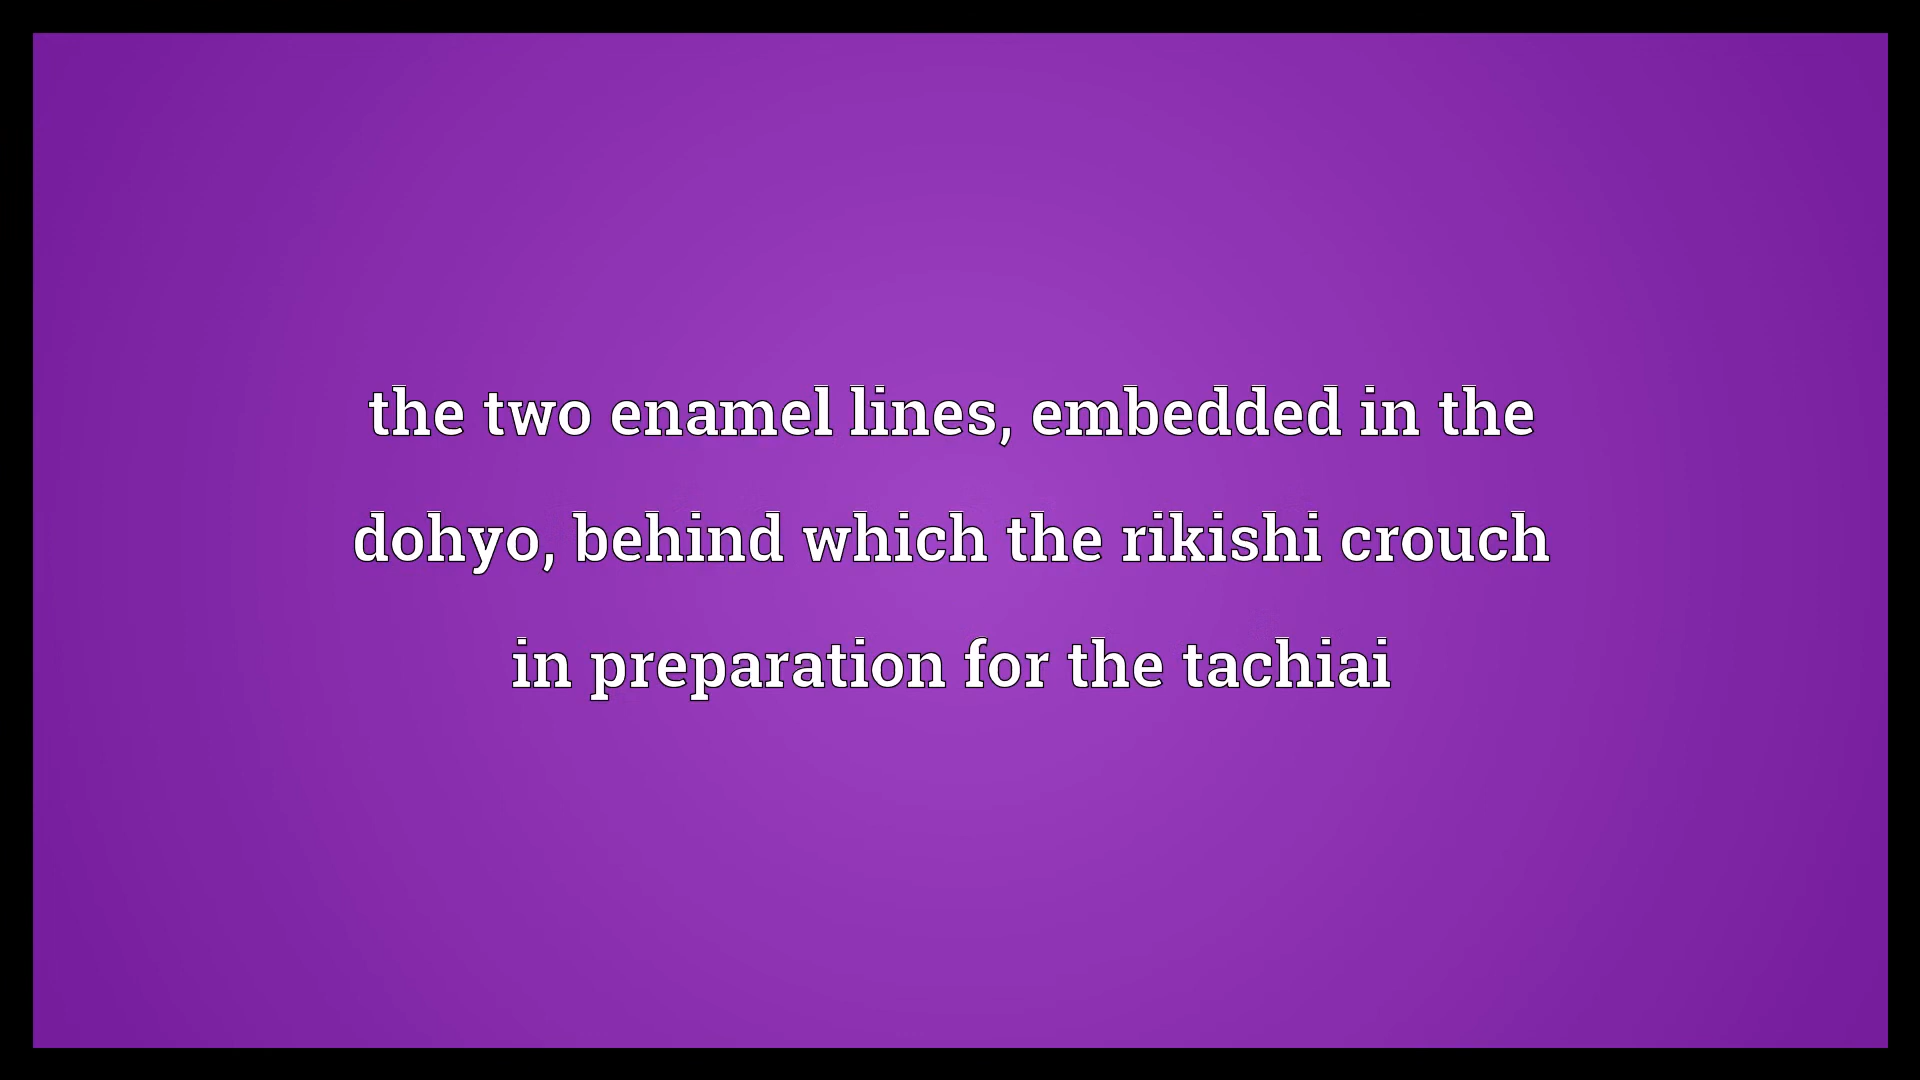 the two enamel lines, embedded in the
dohyo, behind which the rikishi crouch
in preparation for the tachiai